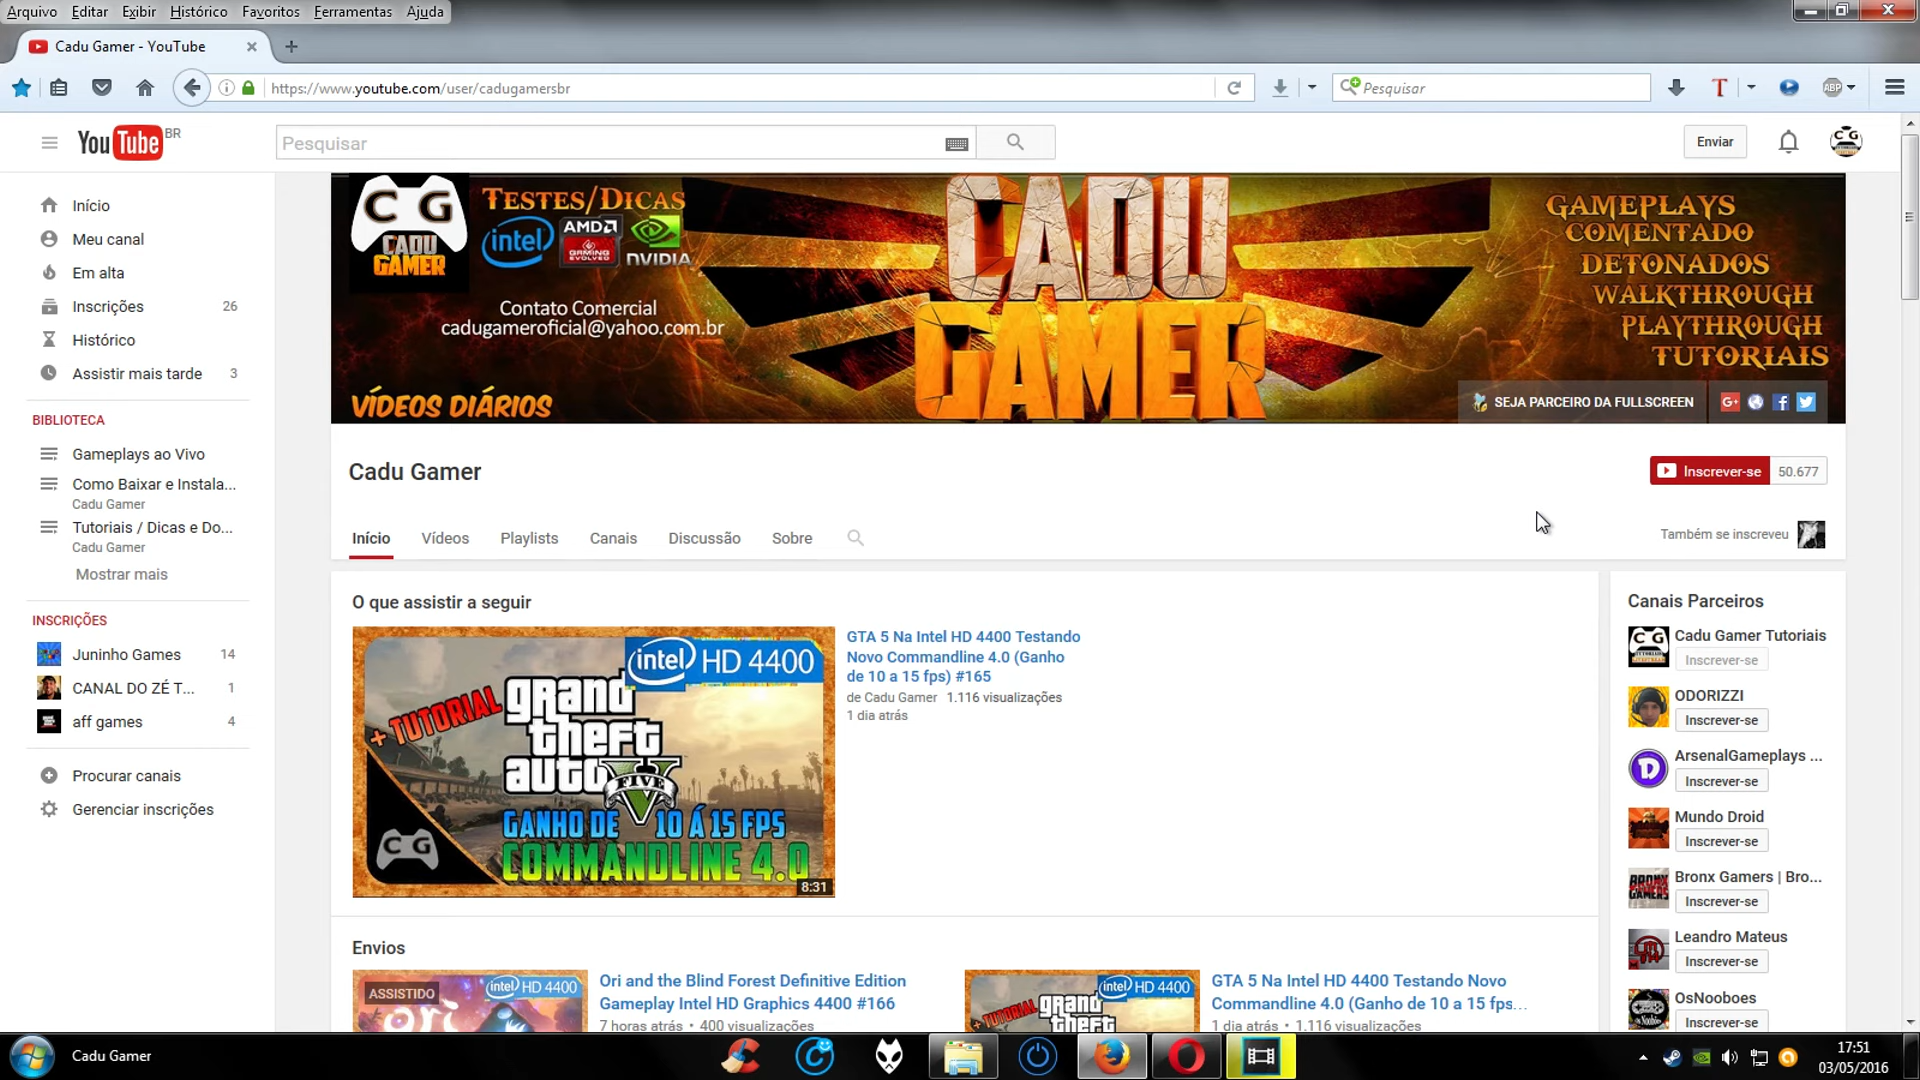 Arquivo Editar Exibir Histórico Favoritos Ferramentas Ajuda
Cadu Gamer - YouTube
https://www.youtube.com/user/cadugamersbr
Pesquisar
ABP
YouTube BR
Pesquisar
Enviar
Início
Meu canal
Em alta
Inscrições 26
Histórico
Assistir mais tarde 3
BIBLIOTECA
Gameplays ao Vivo
Como Baixar e Instala...
Cadu Gamer
Tutoriais / Dicas e Do...
Cadu Gamer
Mostrar mais
INSCRIÇÕES
Juninho Games 14
CANAL DO ZÉ T... 1
aff games 4
Procurar canais
Gerenciar inscrições
C G
CADU
GAMER
TESTES/DICAS
intel AMD GAMING EVOLVED NVIDIA
Contato Comercial
cadugameroficial@yahoo.com.br
VÍDEOS DIÁRIOS
CADU
GAMER
GAMEPLAYS
COMENTADO
DETONADOS
WALKTHROUGH
PLAYTHROUGH
TUTORIAIS
SEJA PARCEIRO DA FULLSCREEN
Cadu Gamer
Inscrever-se 50.677
Início Vídeos Playlists Canais Discussão Sobre
Também se inscreveu
O que assistir a seguir
intel HD 4400
+ TUTORIAL
grand
theft
auto
FIVE
GANHO DE 10 Á 15 FPS
COMMANDLINE 4.0
C G
8:31
GTA 5 Na Intel HD 4400 Testando
Novo Commandline 4.0 (Ganho
de 10 a 15 fps) #165
de Cadu Gamer 1.116 visualizações
1 dia atrás
Envios
ASSISTIDO
intel HD 4400
ori
Ori and the Blind Forest Definitive Edition
Gameplay Intel HD Graphics 4400 #166
7 horas atrás • 400 visualizações
intel HD 4400
TUTORIAL
grand
GTA 5 Na Intel HD 4400 Testando Novo
Commandline 4.0 (Ganho de 10 a 15 fps...
1 dia atrás • 1.116 visualizações
Canais Parceiros
Cadu Gamer Tutoriais
Inscrever-se
ODORIZZI
Inscrever-se
ArsenalGameplays ...
Inscrever-se
Mundo Droid
Inscrever-se
Bronx Gamers | Bro...
Inscrever-se
Leandro Mateus
Inscrever-se
OsNooboes
Inscrever-se
Cadu Gamer
17:51
03/05/2016